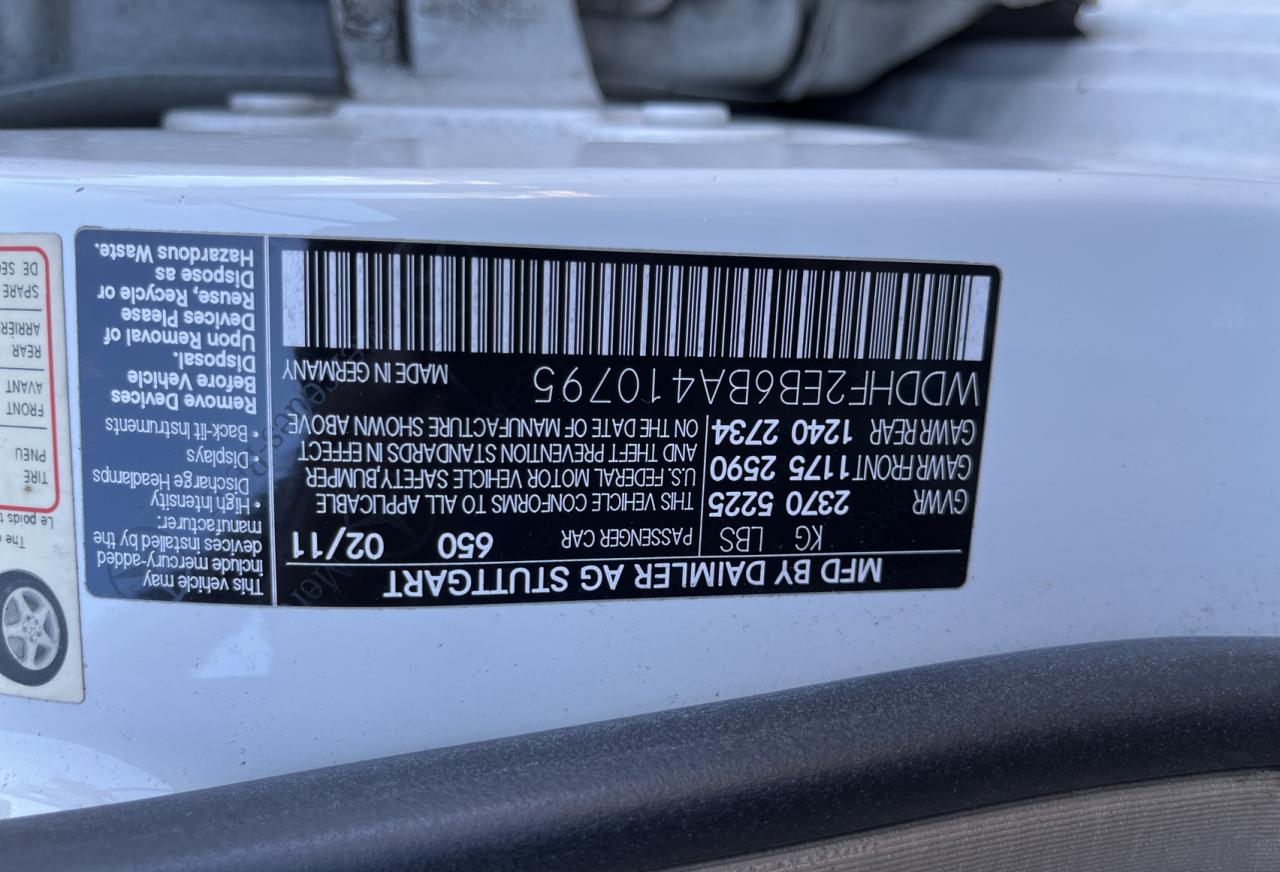 MFD BY DAIMLER AG STUTTGART
KG LBS
GVWR 2370 5225
GAWR FRONT 1175 2590
GAWR REAR 1240 2734
PASSENGER CAR 650 02/11
THIS VEHICLE CONFORMS TO ALL APPLICABLE
U.S. FEDERAL MOTOR VEHICLE SAFETY,BUMPER
AND THEFT PREVENTION STANDARDS IN EFFECT
ON THE DATE OF MANUFACTURE SHOWN ABOVE
WDDHF2EB6BA410795 MADE IN GERMANY
This vehicle may
include mercury-added
devices installed by the
manufacturer:
• High Intensity
Discharge Headlamps
• Displays
• Back-lit Instruments
Remove Devices
Before Vehicle
Disposal.
Upon Removal of
Devices Please
Reuse, Recycle or
Dispose as
Hazardous Waste.
The
Le poids
TIRE
PNEU
FRONT
AVANT
REAR
ARRIÈR
SPARE
DE SE